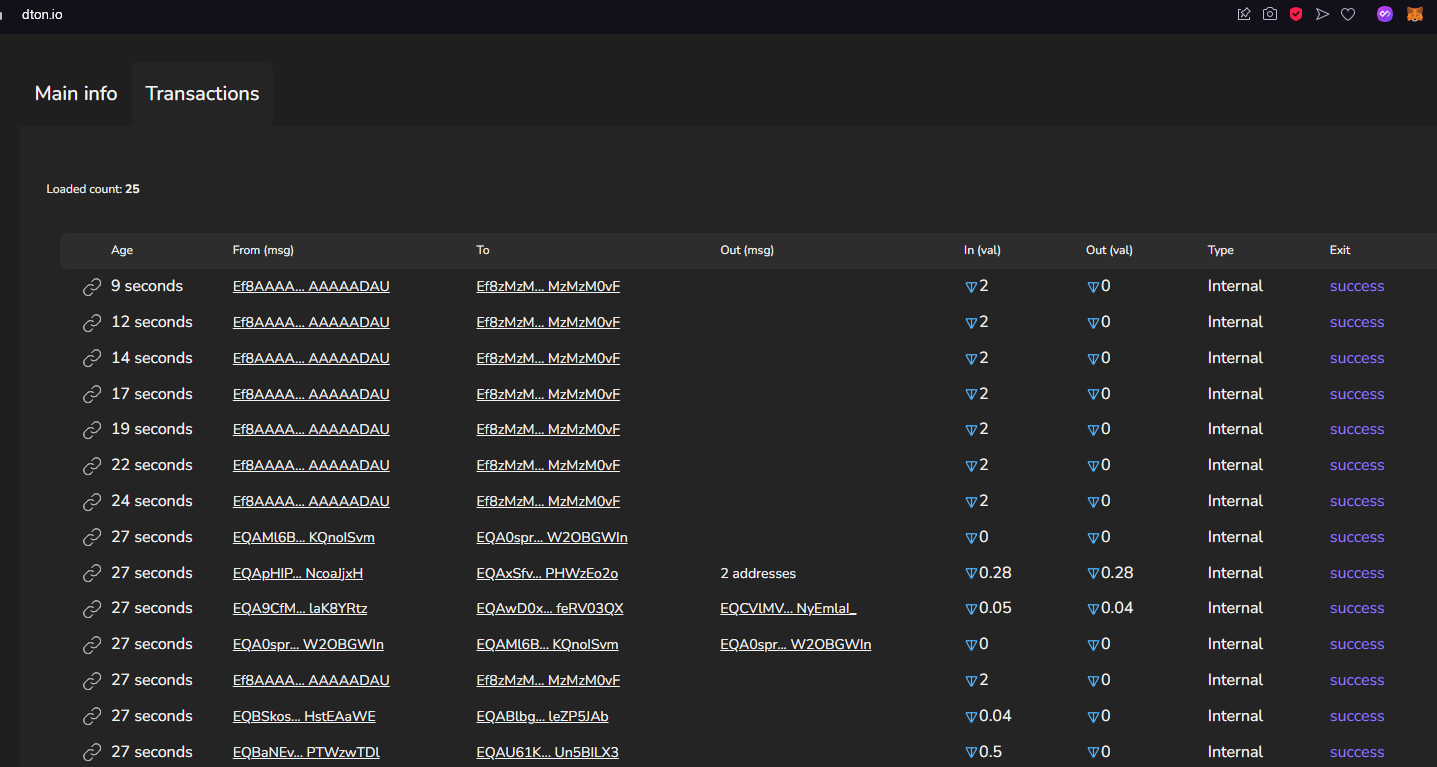 dton.io
Main info Transactions
Loaded count: 25
Age From (msg) To Out (msg) In (val) Out (val) Type Exit
9 seconds Ef8AAAA... AAAAADAU Ef8zMzM... MzMzM0vF 2 0 Internal success
12 seconds Ef8AAAA... AAAAADAU Ef8zMzM... MzMzM0vF 2 0 Internal success
14 seconds Ef8AAAA... AAAAADAU Ef8zMzM... MzMzM0vF 2 0 Internal success
17 seconds Ef8AAAA... AAAAADAU Ef8zMzM... MzMzM0vF 2 0 Internal success
19 seconds Ef8AAAA... AAAAADAU Ef8zMzM... MzMzM0vF 2 0 Internal success
22 seconds Ef8AAAA... AAAAADAU Ef8zMzM... MzMzM0vF 2 0 Internal success
24 seconds Ef8AAAA... AAAAADAU Ef8zMzM... MzMzM0vF 2 0 Internal success
27 seconds EQAMl6B... KQnoISvm EQA0spr... W2OBGWIn 0 0 Internal success
27 seconds EQApHIP... NcoaJjxH EQAxSfv... PHWzEo2o 2 addresses 0.28 0.28 Internal success
27 seconds EQA9CfM... laK8YRtz EQAwD0x... feRV03QX EQCVlMV... NyEmlaI_ 0.05 0.04 Internal success
27 seconds EQA0spr... W2OBGWIn EQAMl6B... KQnoISvm EQA0spr... W2OBGWIn 0 0 Internal success
27 seconds Ef8AAAA... AAAAADAU Ef8zMzM... MzMzM0vF 2 0 Internal success
27 seconds EQBSkos... HstEAaWE EQABlbg... leZP5JAb 0.04 0 Internal success
27 seconds EQBaNEv... PTWzwTDl EQAU61K... Un5BILX3 0.5 0 Internal success